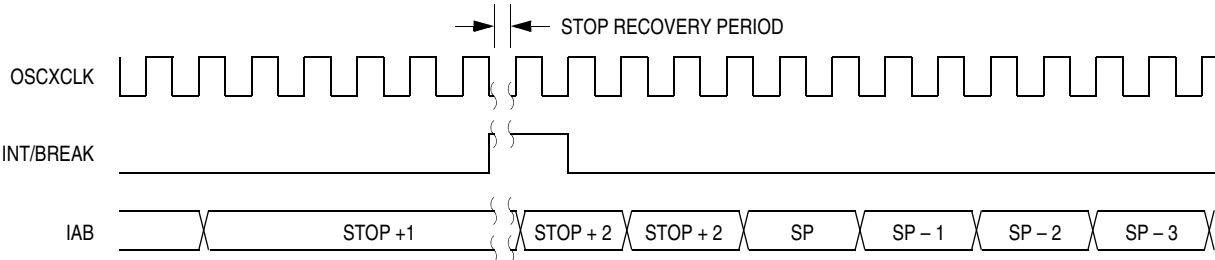 STOP RECOVERY PERIOD
OSCXCLK
INT/BREAK
IAB STOP +1 STOP + 2 STOP + 2 SP SP – 1 SP – 2 SP – 3